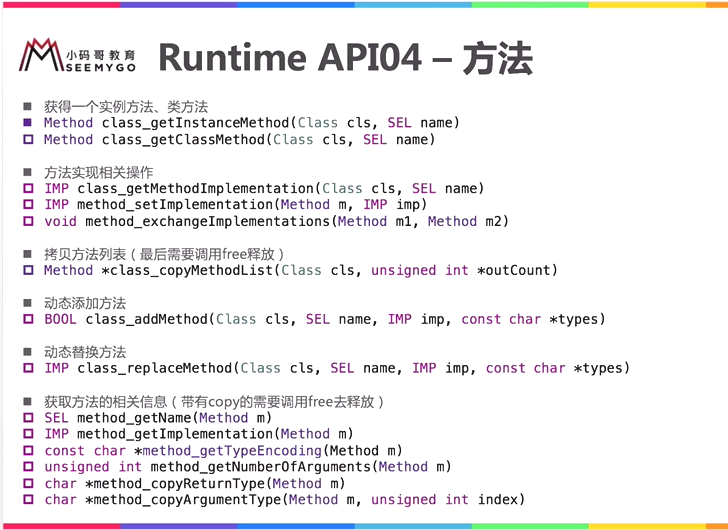 小码哥教育
SEEMYGO
Runtime API04 – 方法
获得一个实例方法、类方法
Method class_getInstanceMethod(Class cls, SEL name)
Method class_getClassMethod(Class cls, SEL name)
方法实现相关操作
IMP class_getMethodImplementation(Class cls, SEL name)
IMP method_setImplementation(Method m, IMP imp)
void method_exchangeImplementations(Method m1, Method m2)
拷贝方法列表（最后需要调用free释放）
Method *class_copyMethodList(Class cls, unsigned int *outCount)
动态添加方法
BOOL class_addMethod(Class cls, SEL name, IMP imp, const char *types)
动态替换方法
IMP class_replaceMethod(Class cls, SEL name, IMP imp, const char *types)
获取方法的相关信息（带有copy的需要调用free去释放）
SEL method_getName(Method m)
IMP method_getImplementation(Method m)
const char *method_getTypeEncoding(Method m)
unsigned int method_getNumberOfArguments(Method m)
char *method_copyReturnType(Method m)
char *method_copyArgumentType(Method m, unsigned int index)